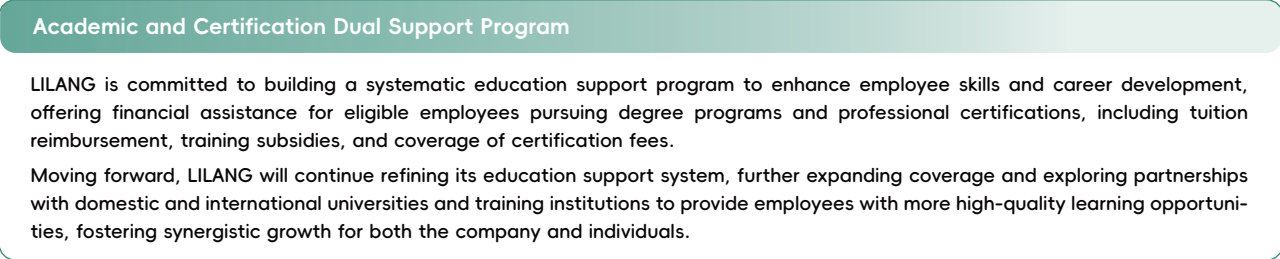 Academic and Certification Dual Support Program
LILANG is committed to building a systematic education support program to enhance employee skills and career development,
offering financial assistance for eligible employees pursuing degree programs and professional certifications, including tuition
reimbursement, training subsidies, and coverage of certification fees.
Moving forward, LILANG will continue refining its education support system, further expanding coverage and exploring partnerships
with domestic and international universities and training institutions to provide employees with more high-quality learning opportuni-
ties, fostering synergistic growth for both the company and individuals.